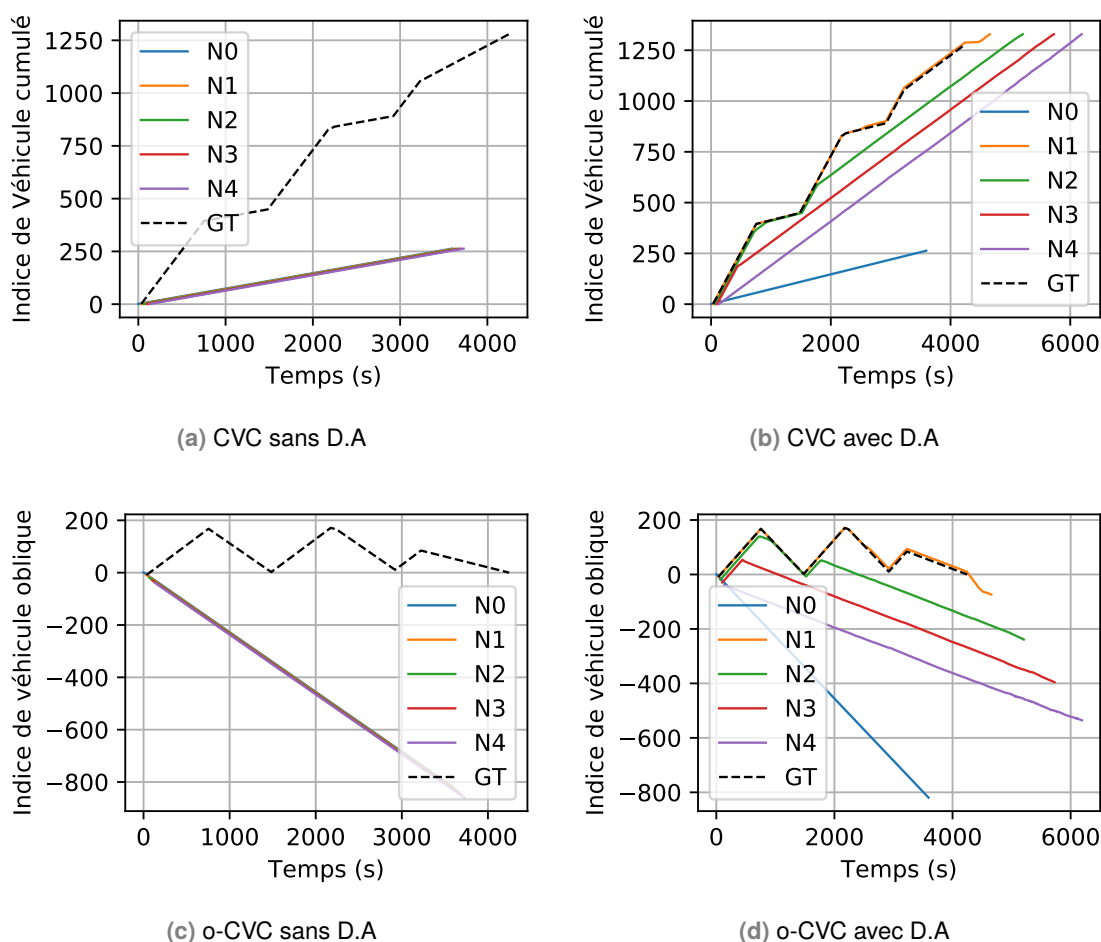 Indice de Véhicule cumulé
1250
1000
750
500
250
0
N0
N1
N2
N3
N4
GT
0
1000
2000
3000
4000
Temps (s)
(a) CVC sans D.A
Indice de Véhicule cumulé
1250
1000
750
500
250
0
N0
N1
N2
N3
N4
GT
0
2000
4000
6000
Temps (s)
(b) CVC avec D.A
Indice de véhicule oblique
200
0
−200
−400
−600
−800
N0
N1
N2
N3
N4
GT
0
1000
2000
3000
4000
Temps (s)
(c) o-CVC sans D.A
Indice de véhicule oblique
200
0
−200
−400
−600
−800
N0
N1
N2
N3
N4
GT
0
2000
4000
6000
Temps (s)
(d) o-CVC avec D.A